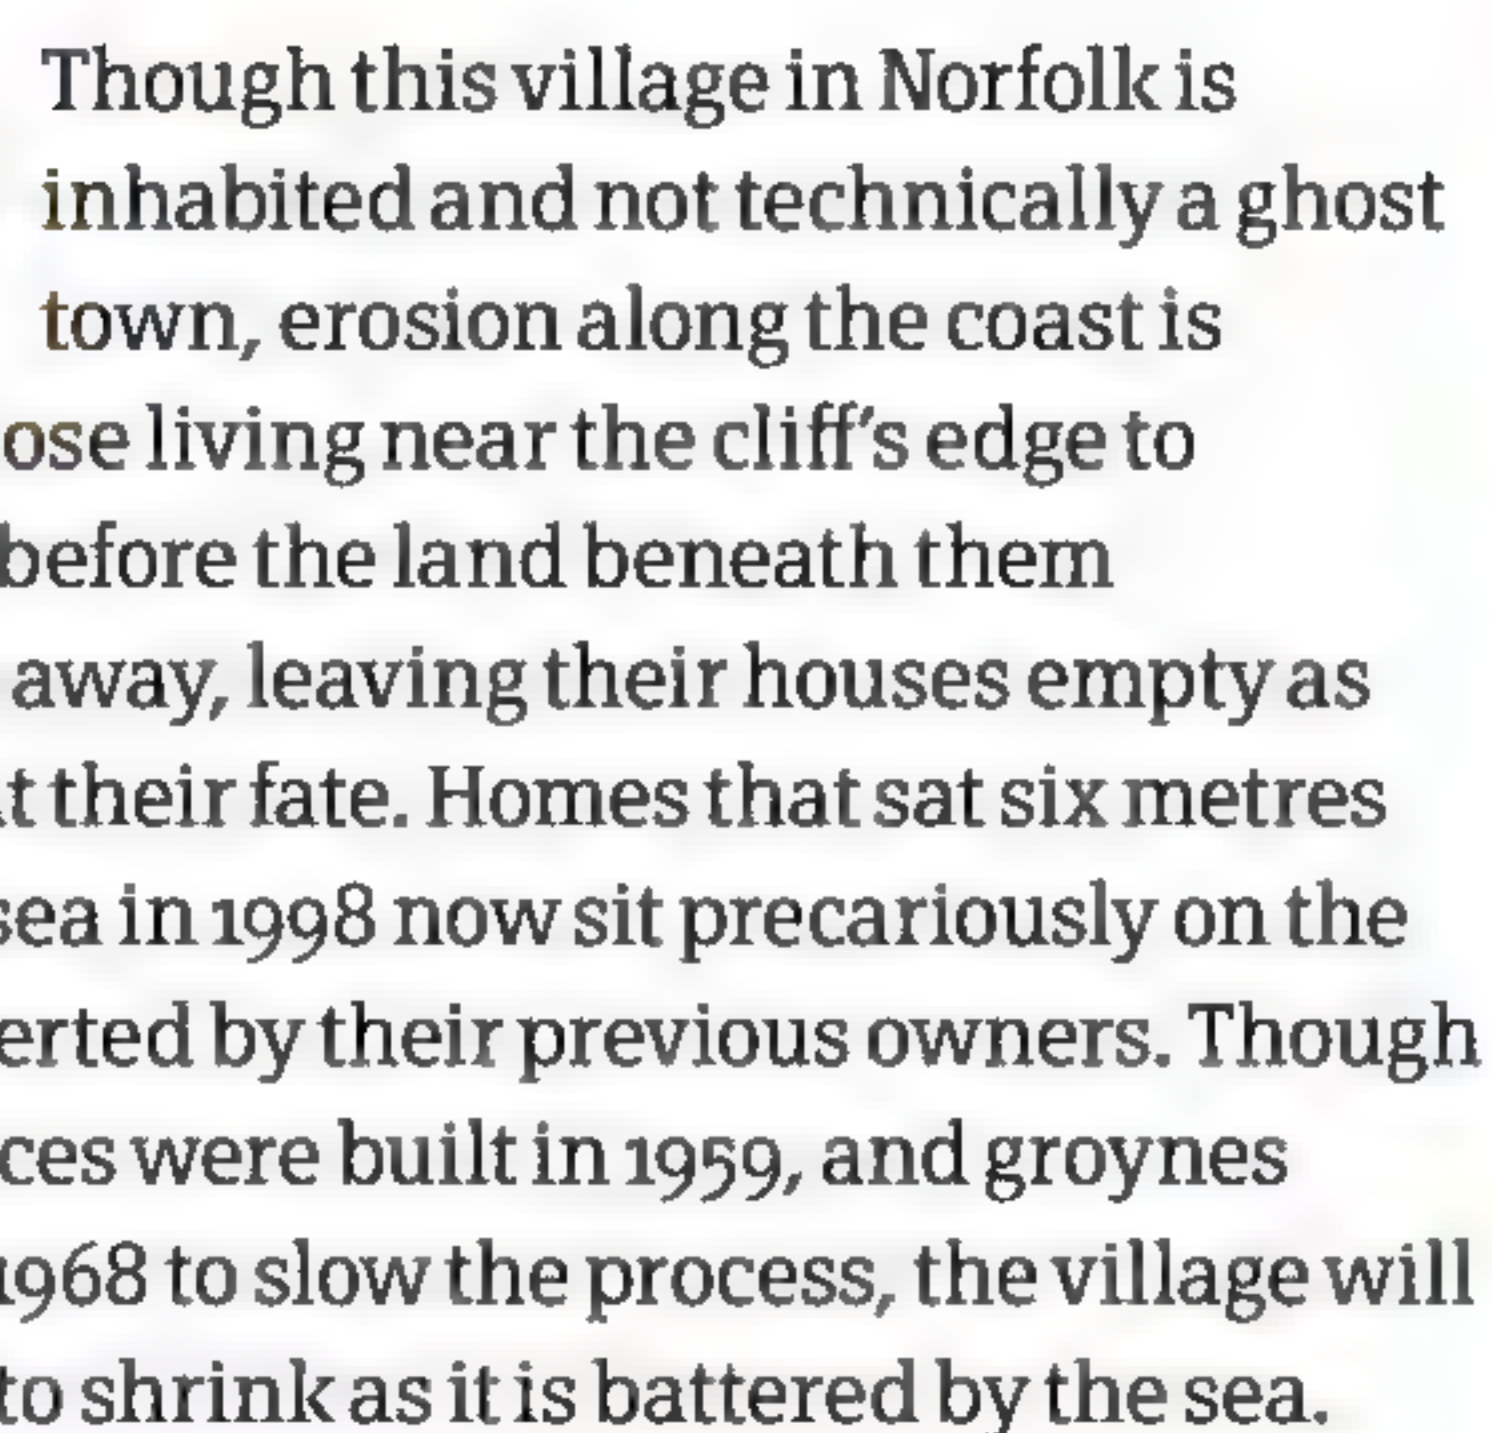 Though this village in Norfolk is
inhabited and not technically a ghost
town, erosion along the coast is
ose living near the cliff's edge to
before the land beneath them
away, leaving their houses empty as
t their fate. Homes that sat six metres
sea in 1998 now sit precariously on the
erted by their previous owners. Though
ces were built in 1959, and groynes
1968 to slow the process, the village will
to shrink as it is battered by the sea.